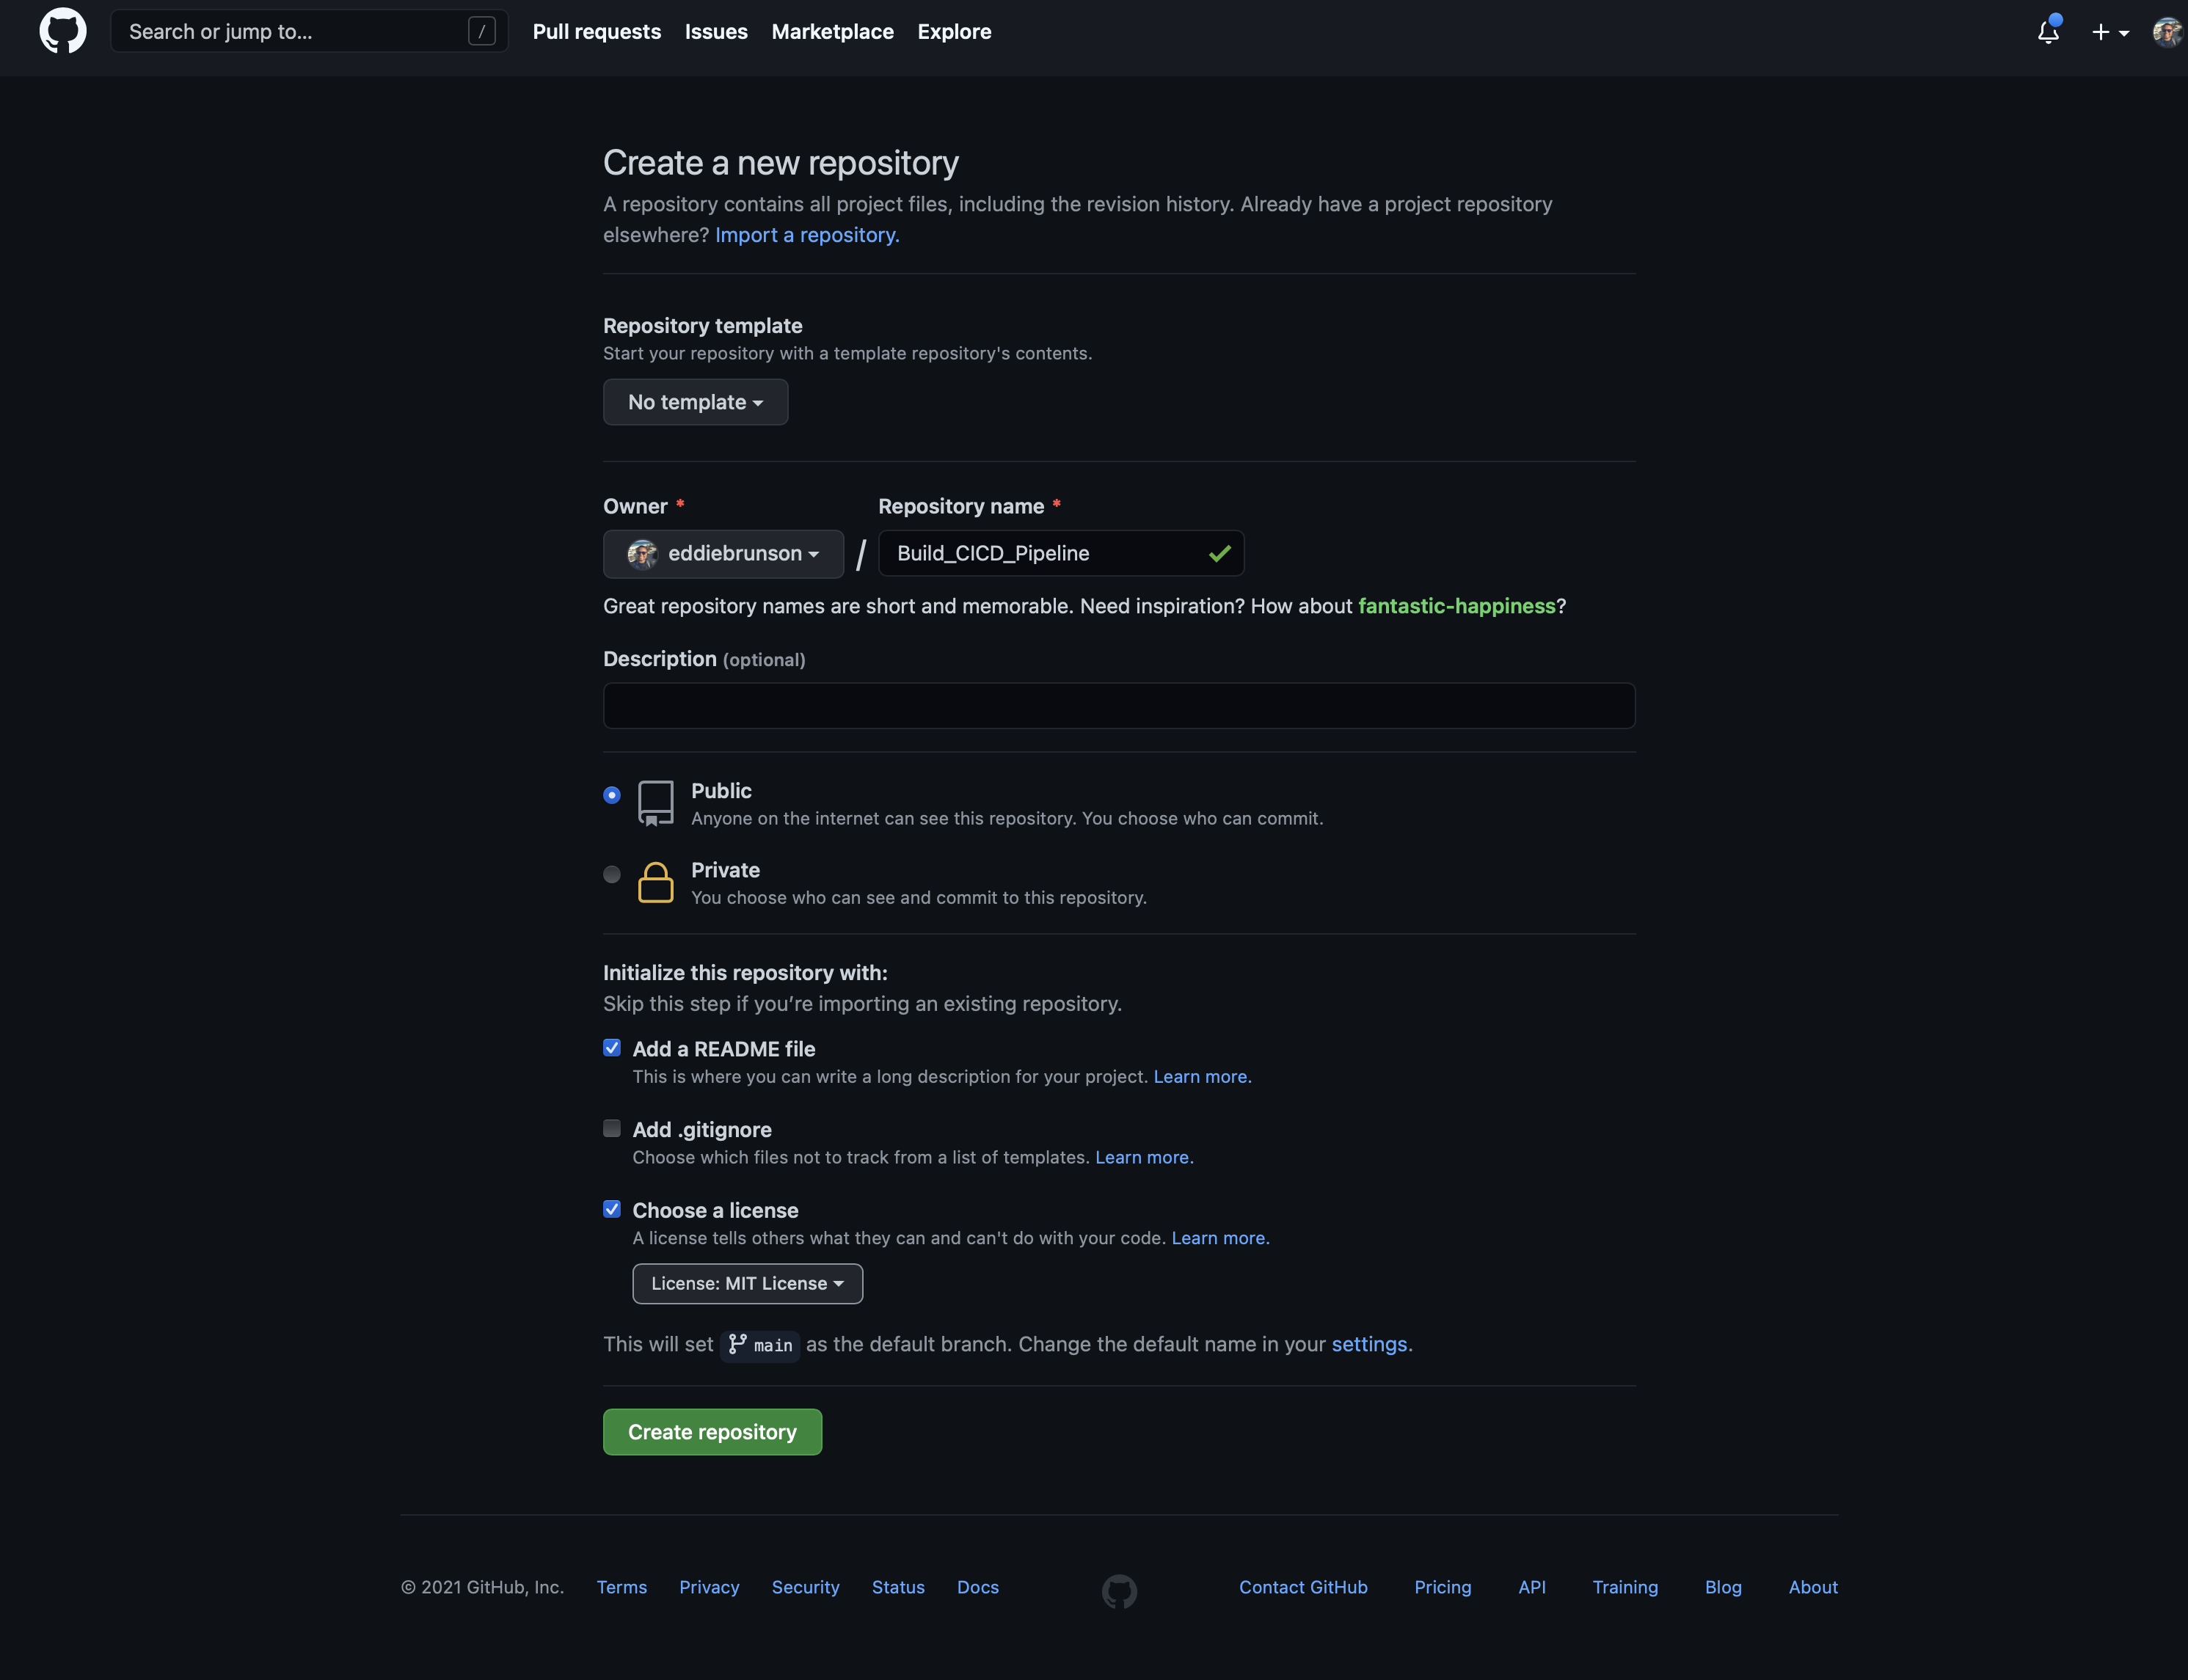 Search or jump to... /
Pull requests
Issues
Marketplace
Explore
Create a new repository
A repository contains all project files, including the revision history. Already have a project repository
elsewhere? Import a repository.
Repository template
Start your repository with a template repository's contents.
No template
Owner *
Repository name *
eddiebrunson / Build_CICD_Pipeline
Great repository names are short and memorable. Need inspiration? How about fantastic-happiness?
Description (optional)
Public
Anyone on the internet can see this repository. You choose who can commit.
Private
You choose who can see and commit to this repository.
Initialize this repository with:
Skip this step if you’re importing an existing repository.
Add a README file
This is where you can write a long description for your project. Learn more.
Add .gitignore
Choose which files not to track from a list of templates. Learn more.
Choose a license
A license tells others what they can and can't do with your code. Learn more.
License: MIT License
This will set main as the default branch. Change the default name in your settings.
Create repository
© 2021 GitHub, Inc.
Terms
Privacy
Security
Status
Docs
Contact GitHub
Pricing
API
Training
Blog
About